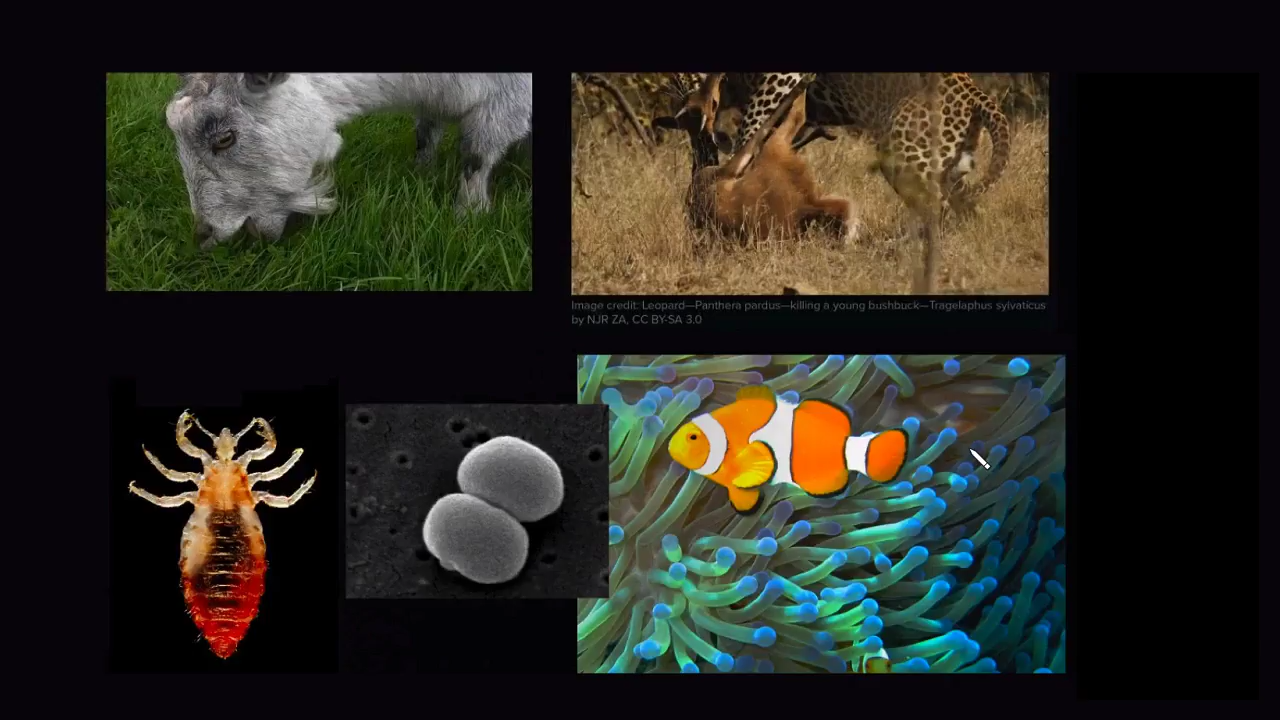 Image credit: Leopard—Panthera pardus—killing a young bushbuck—Tragelaphus sylvaticus
by NJR ZA, CC BY-SA 3.0